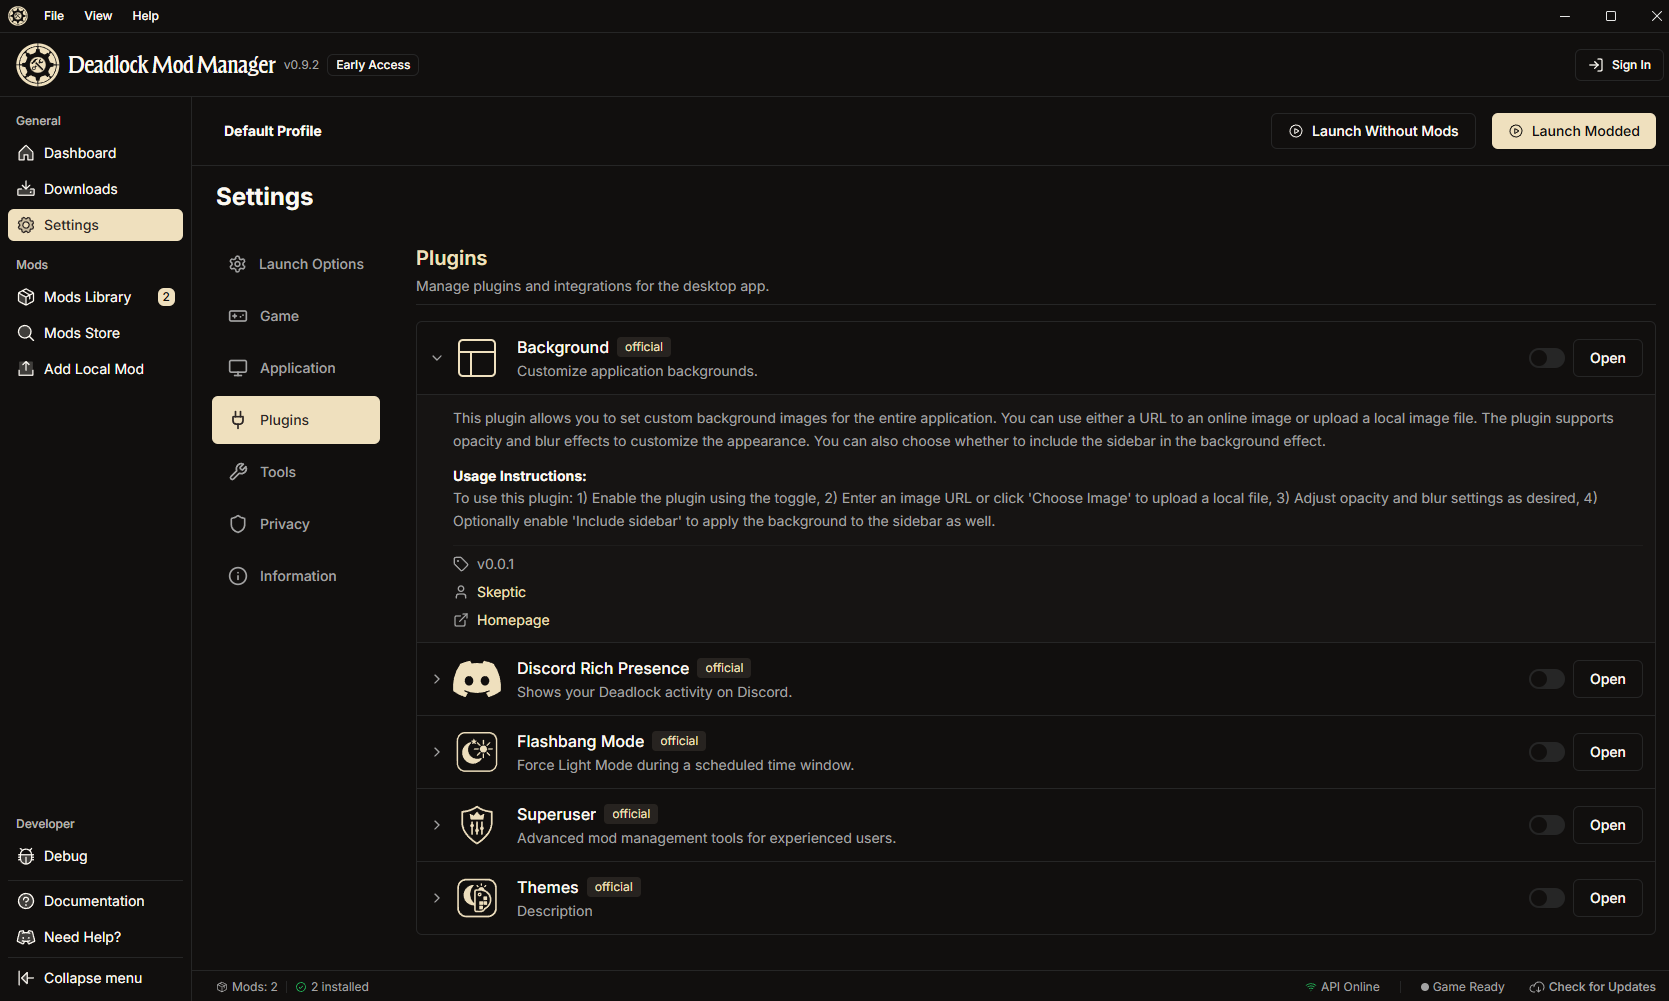 File View Help
Deadlock Mod Manager v0.9.2 Early Access
Sign In
General
Dashboard
Downloads
Settings
Mods
Mods Library 2
Mods Store
Add Local Mod
Developer
Debug
Documentation
Need Help?
Collapse menu
Default Profile
Launch Without Mods
Launch Modded
Settings
Launch Options
Game
Application
Plugins
Tools
Privacy
Information
Plugins
Manage plugins and integrations for the desktop app.
Background official
Customize application backgrounds.
Open
This plugin allows you to set custom background images for the entire application. You can use either a URL to an online image or upload a local image file. The plugin supports
opacity and blur effects to customize the appearance. You can also choose whether to include the sidebar in the background effect.
Usage Instructions:
To use this plugin: 1) Enable the plugin using the toggle, 2) Enter an image URL or click 'Choose Image' to upload a local file, 3) Adjust opacity and blur settings as desired, 4)
Optionally enable 'Include sidebar' to apply the background to the sidebar as well.
v0.0.1
Skeptic
Homepage
Discord Rich Presence official
Shows your Deadlock activity on Discord.
Open
Flashbang Mode official
Force Light Mode during a scheduled time window.
Open
Superuser official
Advanced mod management tools for experienced users.
Open
Themes official
Description
Open
Mods: 2
2 installed
API Online
Game Ready
Check for Updates